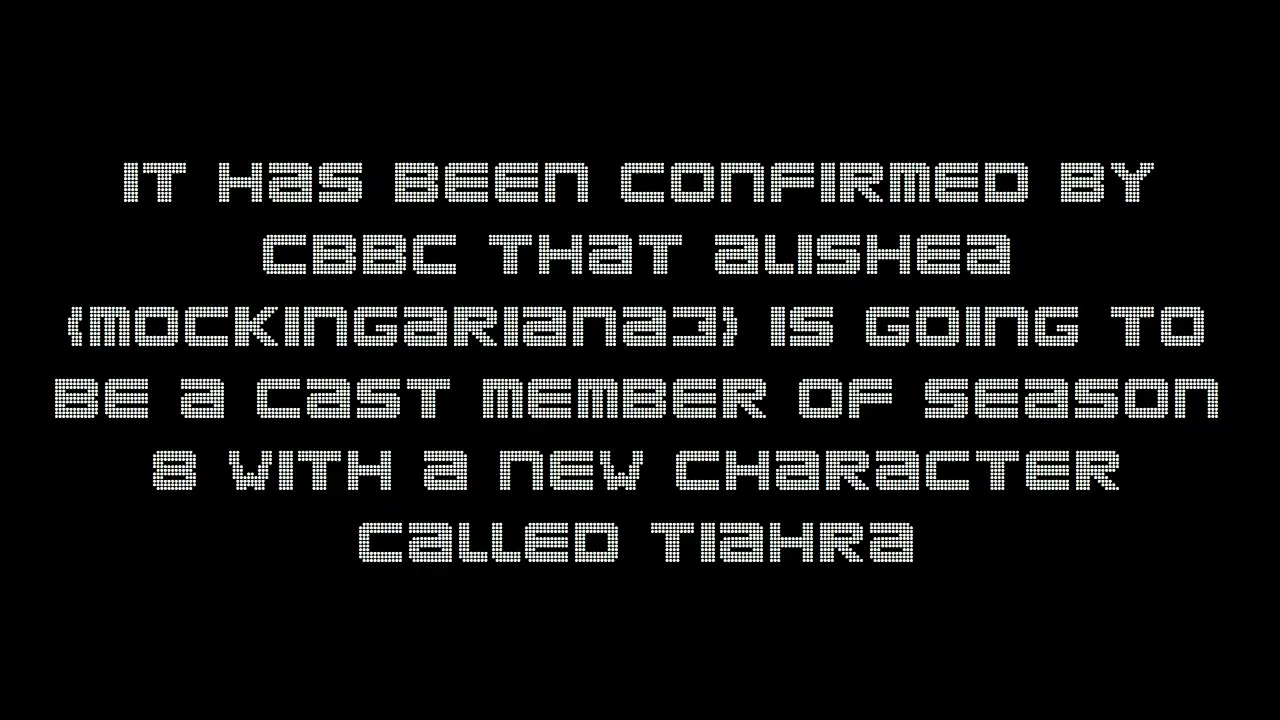 IT HAS BEEN CONFIRMED BY
CBBC THAT ALISHEA
(MOCKINGARIANA3) IS GOING TO
BE A CAST MEMBER OF SEASON
8 WITH A NEW CHARACTER
CALLED TIAHRA